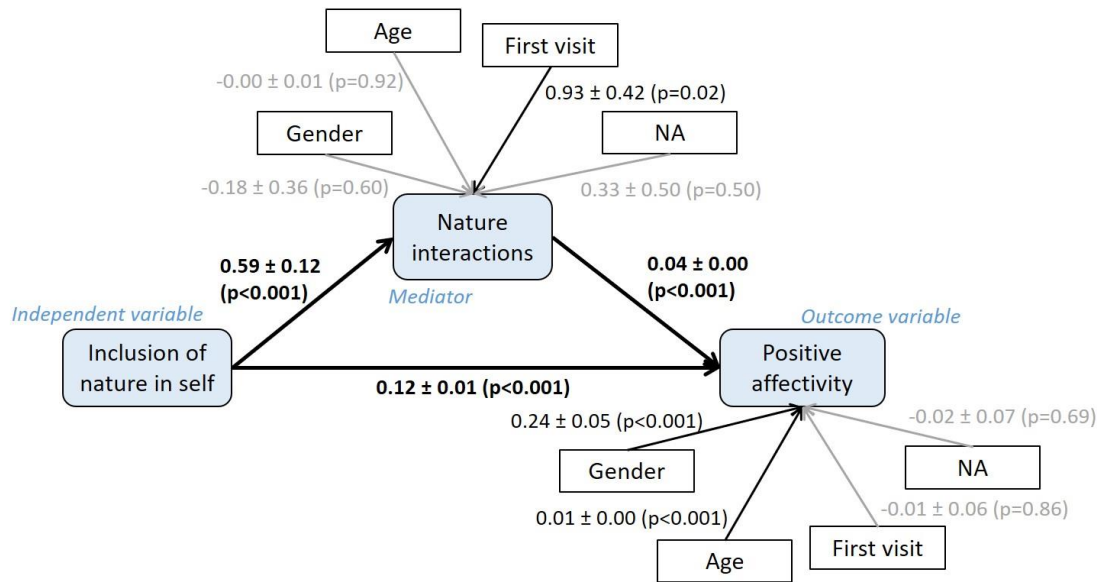 Age
First visit
-0.00 ± 0.01 (p=0.92)
0.93 ± 0.42 (p=0.02)
Gender
NA
-0.18 ± 0.36 (p=0.60)
0.33 ± 0.50 (p=0.50)
Nature
interactions
0.59 ± 0.12
(p<0.001)
Mediator
0.04 ± 0.00
(p<0.001)
Independent variable
Outcome variable
Inclusion of
nature in self
Positive
affectivity
0.12 ± 0.01 (p<0.001)
0.24 ± 0.05 (p<0.001)
-0.02 ± 0.07 (p=0.69)
Gender
NA
0.01 ± 0.00 (p<0.001)
-0.01 ± 0.06 (p=0.86)
Age
First visit